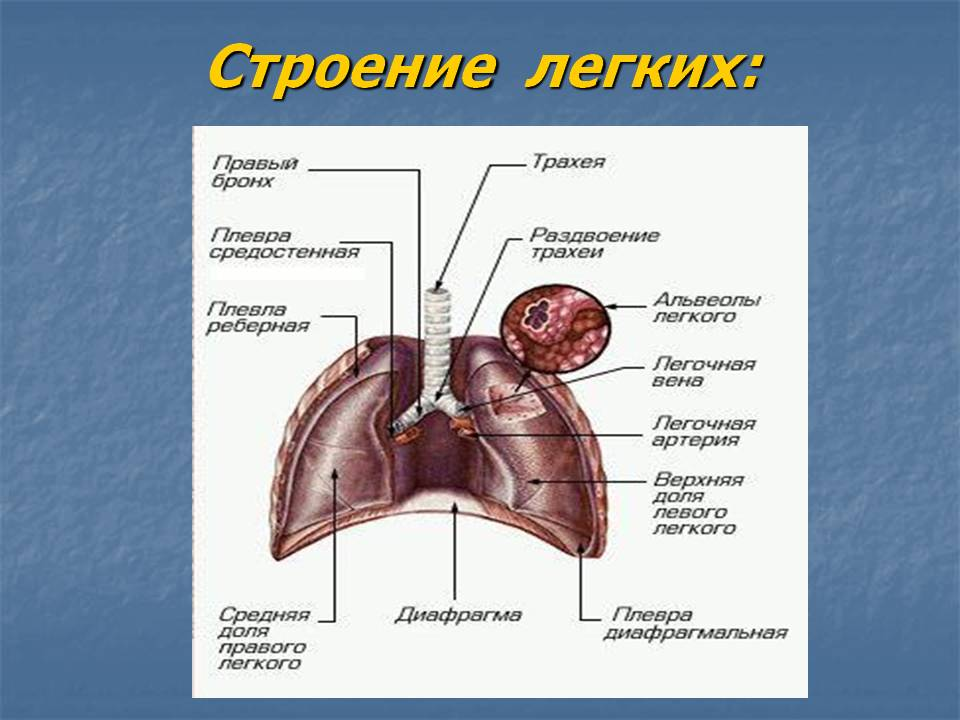 Строение легких:
Правый
бронх
Трахея
Плевра
средостенная
Раздвоение
трахеи
Плевла
реберная
Альвеолы
легкого
Легочная
вена
Легочная
артерия
Верхняя
доля
левого
легкого
Средняя
доля
правого
легкого
Диафрагма
Плевра
диафрагмальная